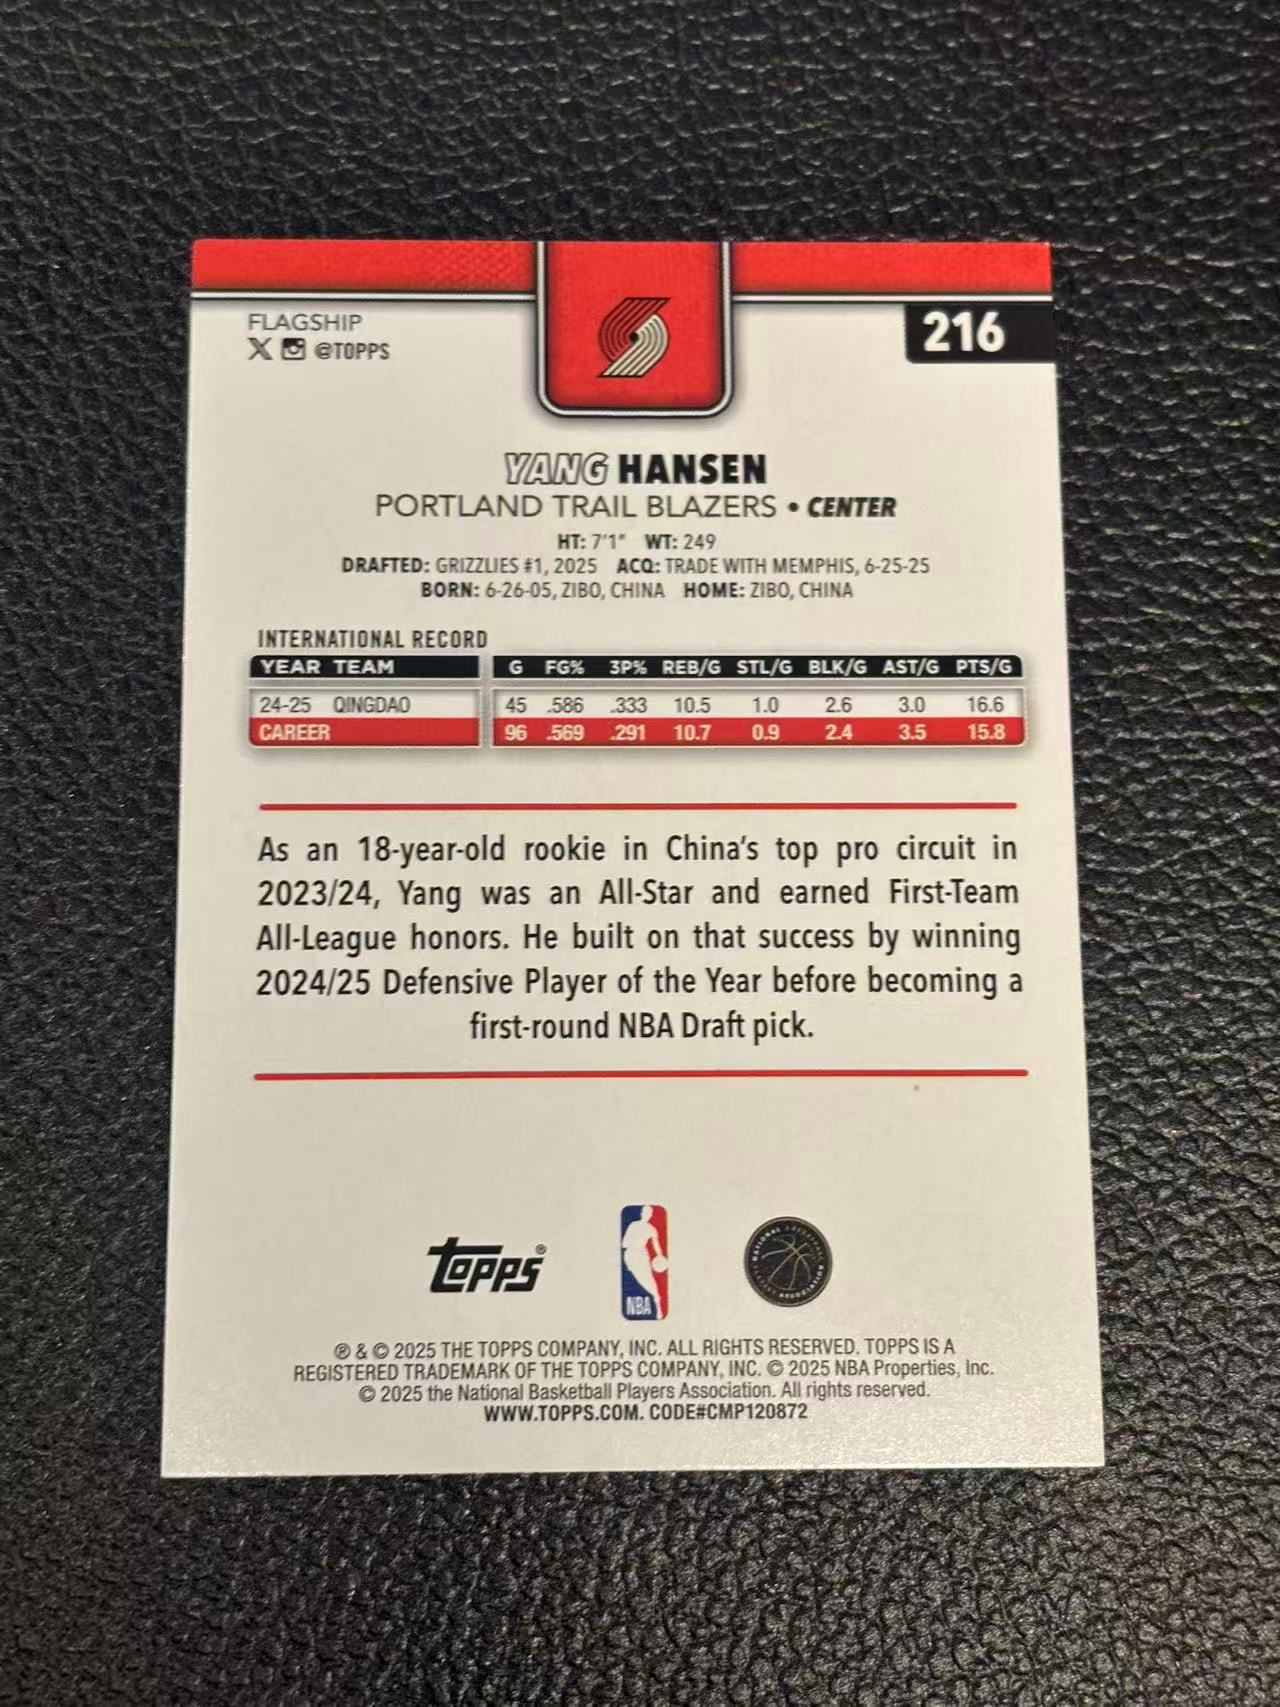 FLAGSHIP
X @TOPPS
216
YANG HANSEN
PORTLAND TRAIL BLAZERS • CENTER
HT: 7'1" WT: 249
DRAFTED: GRIZZLIES #1, 2025 ACQ: TRADE WITH MEMPHIS, 6-25-25
BORN: 6-26-05, ZIBO, CHINA HOME: ZIBO, CHINA
INTERNATIONAL RECORD
YEAR TEAM G FG% 3P% REB/G STL/G BLK/G AST/G PTS/G
24-25 QINGDAO 45 .586 .333 10.5 1.0 2.6 3.0 16.6
CAREER 96 .569 .291 10.7 0.9 2.4 3.5 15.8
As an 18-year-old rookie in China's top pro circuit in
2023/24, Yang was an All-Star and earned First-Team
All-League honors. He built on that success by winning
2024/25 Defensive Player of the Year before becoming a
first-round NBA Draft pick.
TOPPS®
NBA
® & © 2025 THE TOPPS COMPANY, INC. ALL RIGHTS RESERVED. TOPPS IS A
REGISTERED TRADEMARK OF THE TOPPS COMPANY, INC. © 2025 NBA Properties, Inc.
© 2025 the National Basketball Players Association. All rights reserved.
WWW.TOPPS.COM. CODE#CMP120872